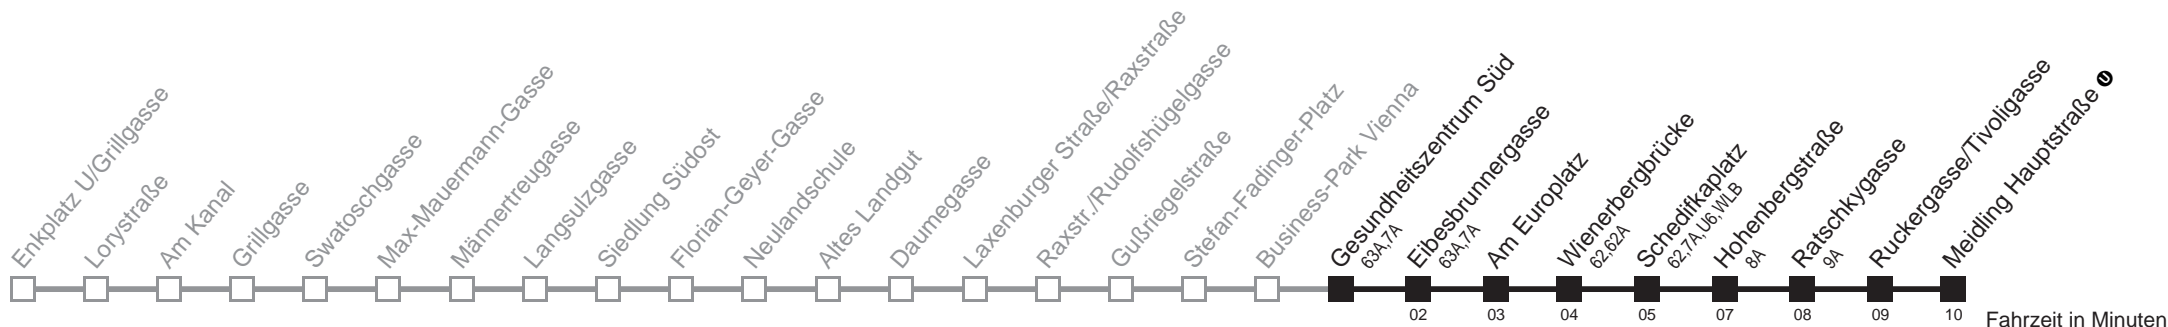 Enkplatz U/Grillgasse
Lorystraße
Am Kanal
Grillgasse
Swatoschgasse
Max-Mauermann-Gasse
Männertreugasse
Langsulzgasse
Siedlung Südost
Florian-Geyer-Gasse
Neulandschule
Altes Landgut
Daumegasse
Laxenburger Straße/Raxstraße
Raxstr./Rudolfshügelgasse
Gußriegelstraße
Stefan-Fadinger-Platz
Business-Park Vienna
Gesundheitszentrum Süd
63A,7A
Eibesbrunnergasse
63A,7A
Am Europlatz
Wienerbergbrücke
62,62A
Schedifkaplatz
62,7A, U6, WLB
Hohenbergstraße
8A
Ratschkygasse
9A
Ruckergasse/Tivoligasse
Meidling Hauptstraße U
02 03 04 05 07 08 09 10 Fahrzeit in Minuten